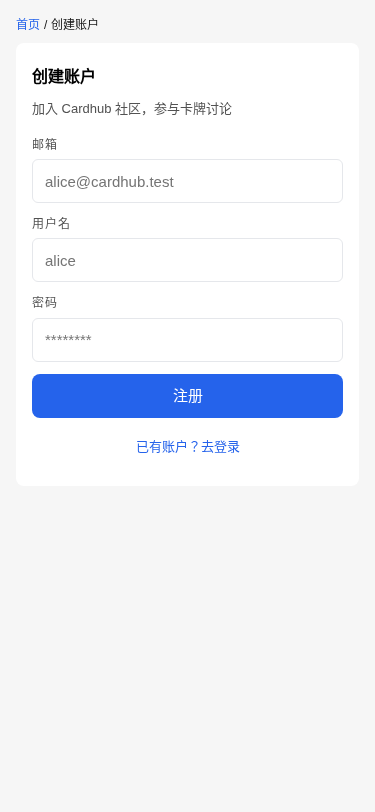 首页 / 创建账户
创建账户
加入 Cardhub 社区，参与卡牌讨论
邮箱
alice@cardhub.test
用户名
alice
密码
********
注册
已有账户？去登录